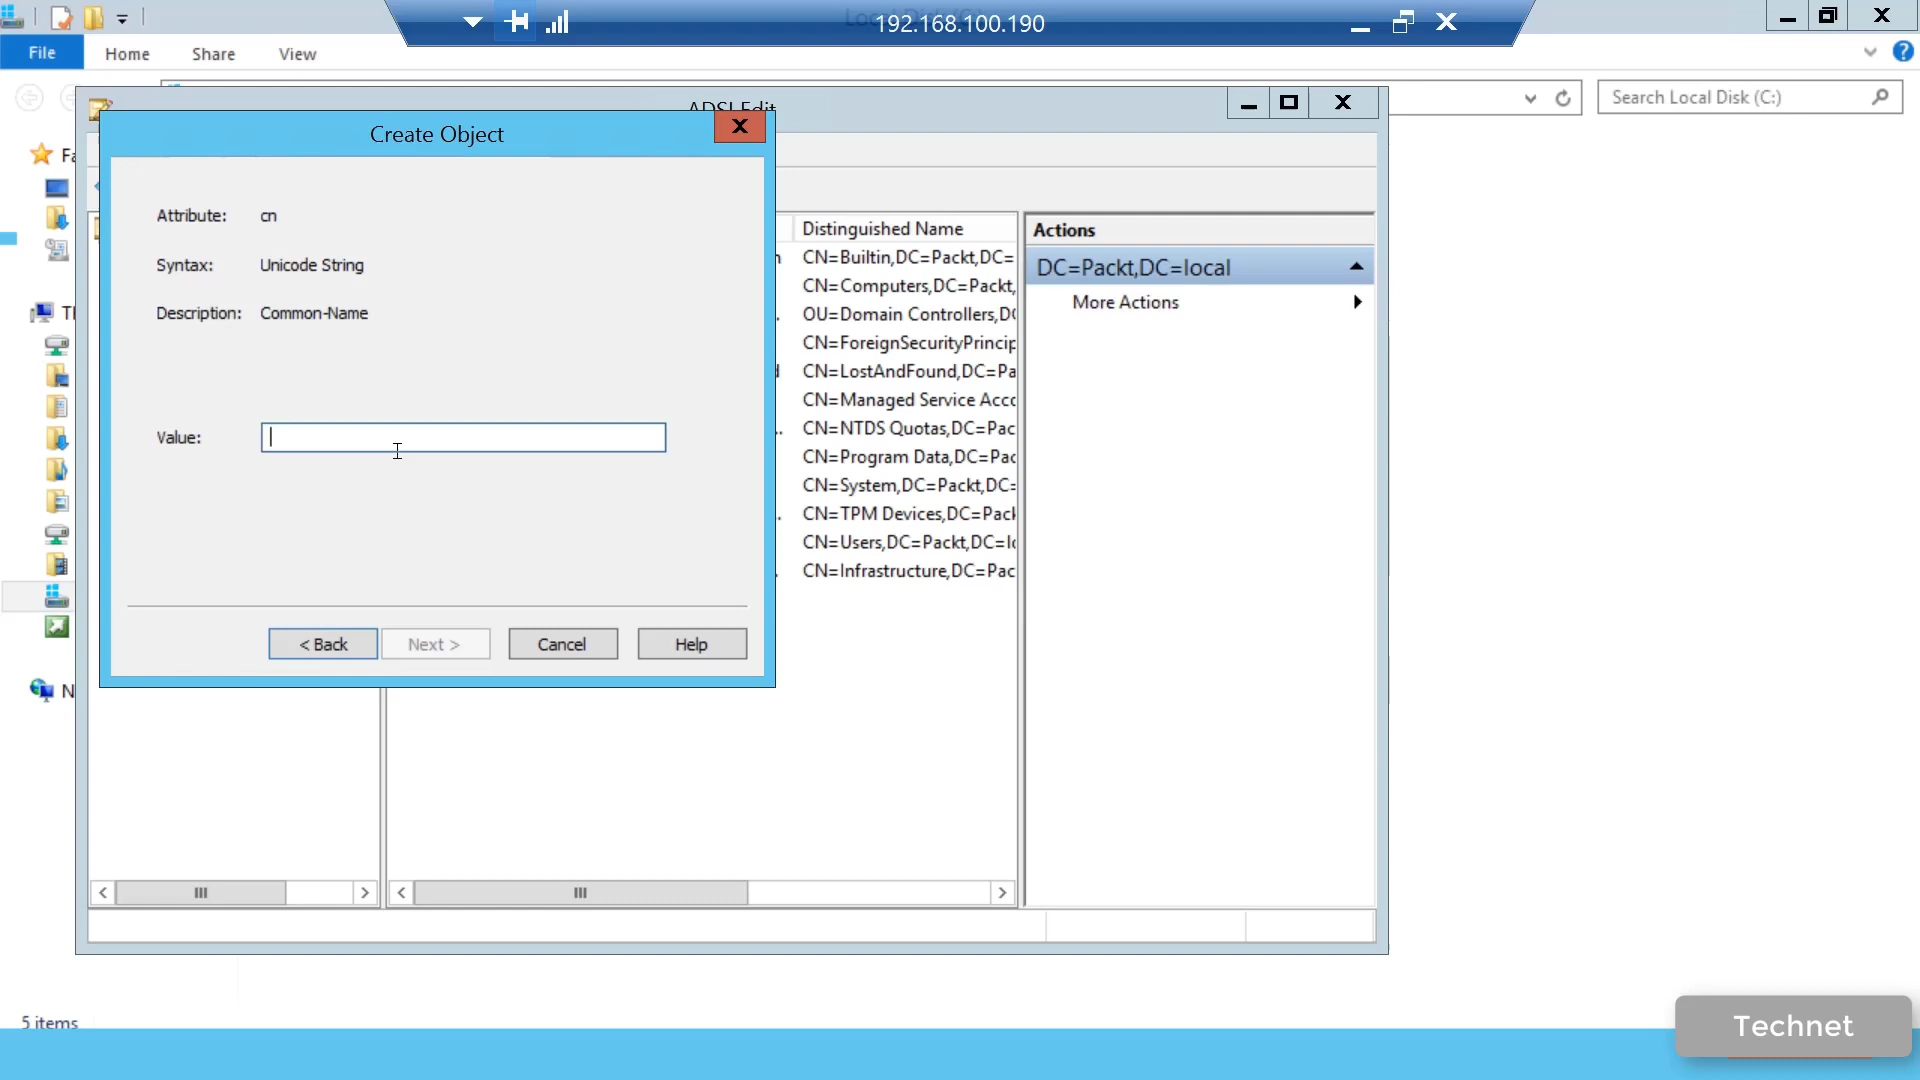 192.168.100.190
File
Home
Share
View
Search Local Disk (C:)
ADSI Edit
Create Object
Attribute:
cn
Syntax:
Unicode String
Description:
Common-Name
Value:
< Back
Next >
Cancel
Help
Distinguished Name
CN=Builtin,DC=Packt,DC=
CN=Computers,DC=Packt,
OU=Domain Controllers,D
CN=ForeignSecurityPrincip
CN=LostAndFound,DC=Pa
CN=Managed Service Acco
CN=NTDS Quotas,DC=Pac
CN=Program Data,DC=Pac
CN=System,DC=Packt,DC=
CN=TPM Devices,DC=Pack
CN=Users,DC=Packt,DC=lo
CN=Infrastructure,DC=Pac
Actions
DC=Packt,DC=local
More Actions
Fa
N
5 items
Technet